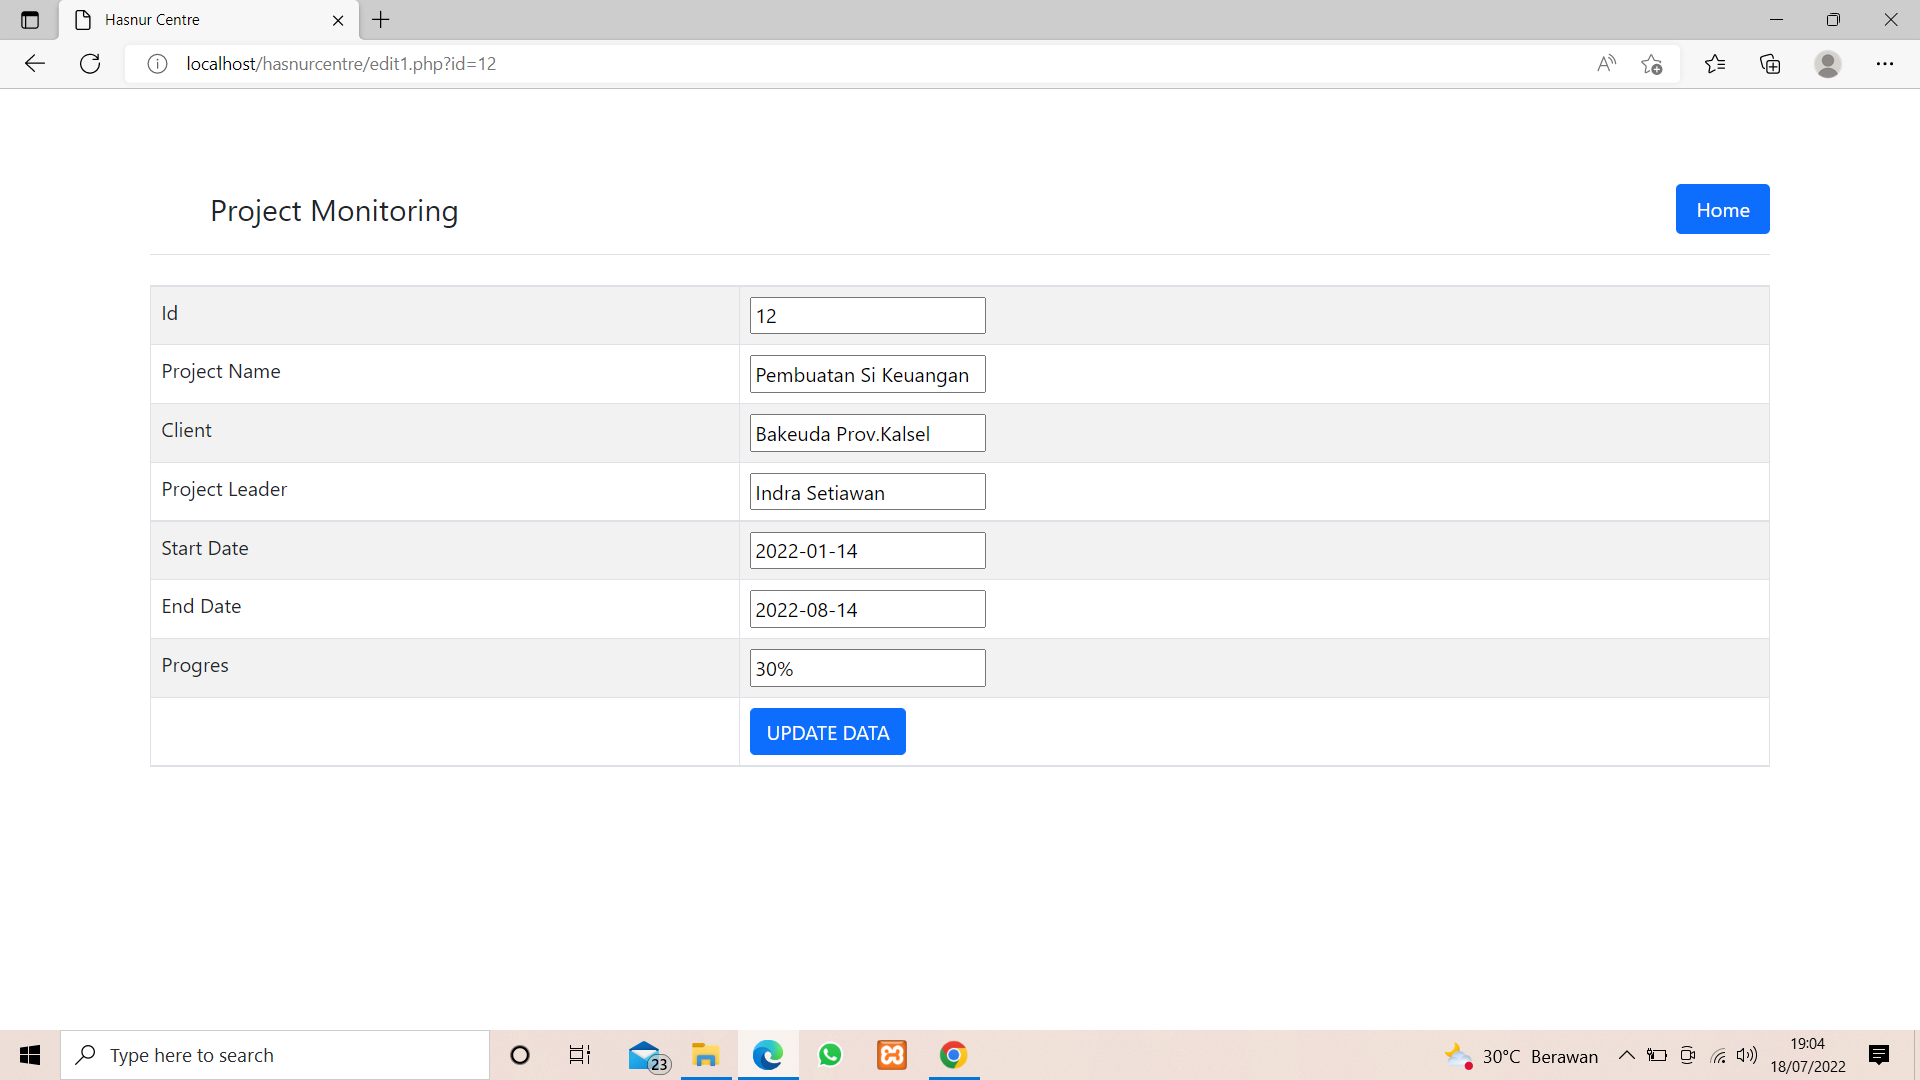 Hasnur Centre
localhost/hasnurcentre/edit1.php?id=12
Project Monitoring
Home
Id
12
Project Name
Pembuatan Si Keuangan
Client
Bakeuda Prov.Kalsel
Project Leader
Indra Setiawan
Start Date
2022-01-14
End Date
2022-08-14
Progres
30%
UPDATE DATA
Type here to search
23
30°C Berawan
19:04
18/07/2022